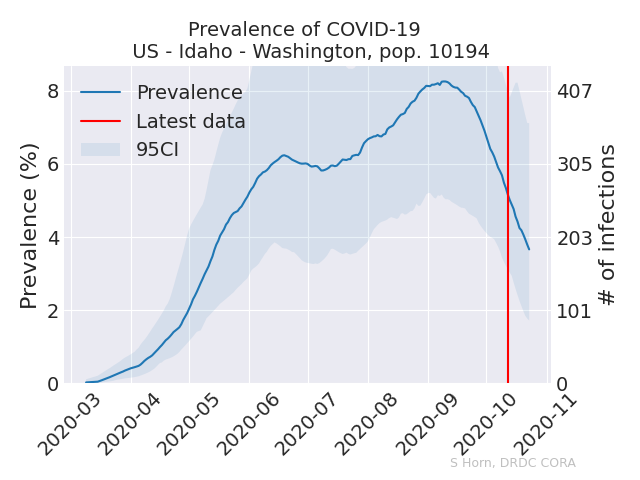 Prevalence of COVID-19
US - Idaho - Washington, pop. 10194
Prevalence
Latest data
95CI
Prevalence (%)
8
6
4
2
0
407
305
203
101
0
# of infections
2020-03
2020-04
2020-05
2020-06
2020-07
2020-08
2020-09
2020-10
2020-11
S Horn, DRDC CORA